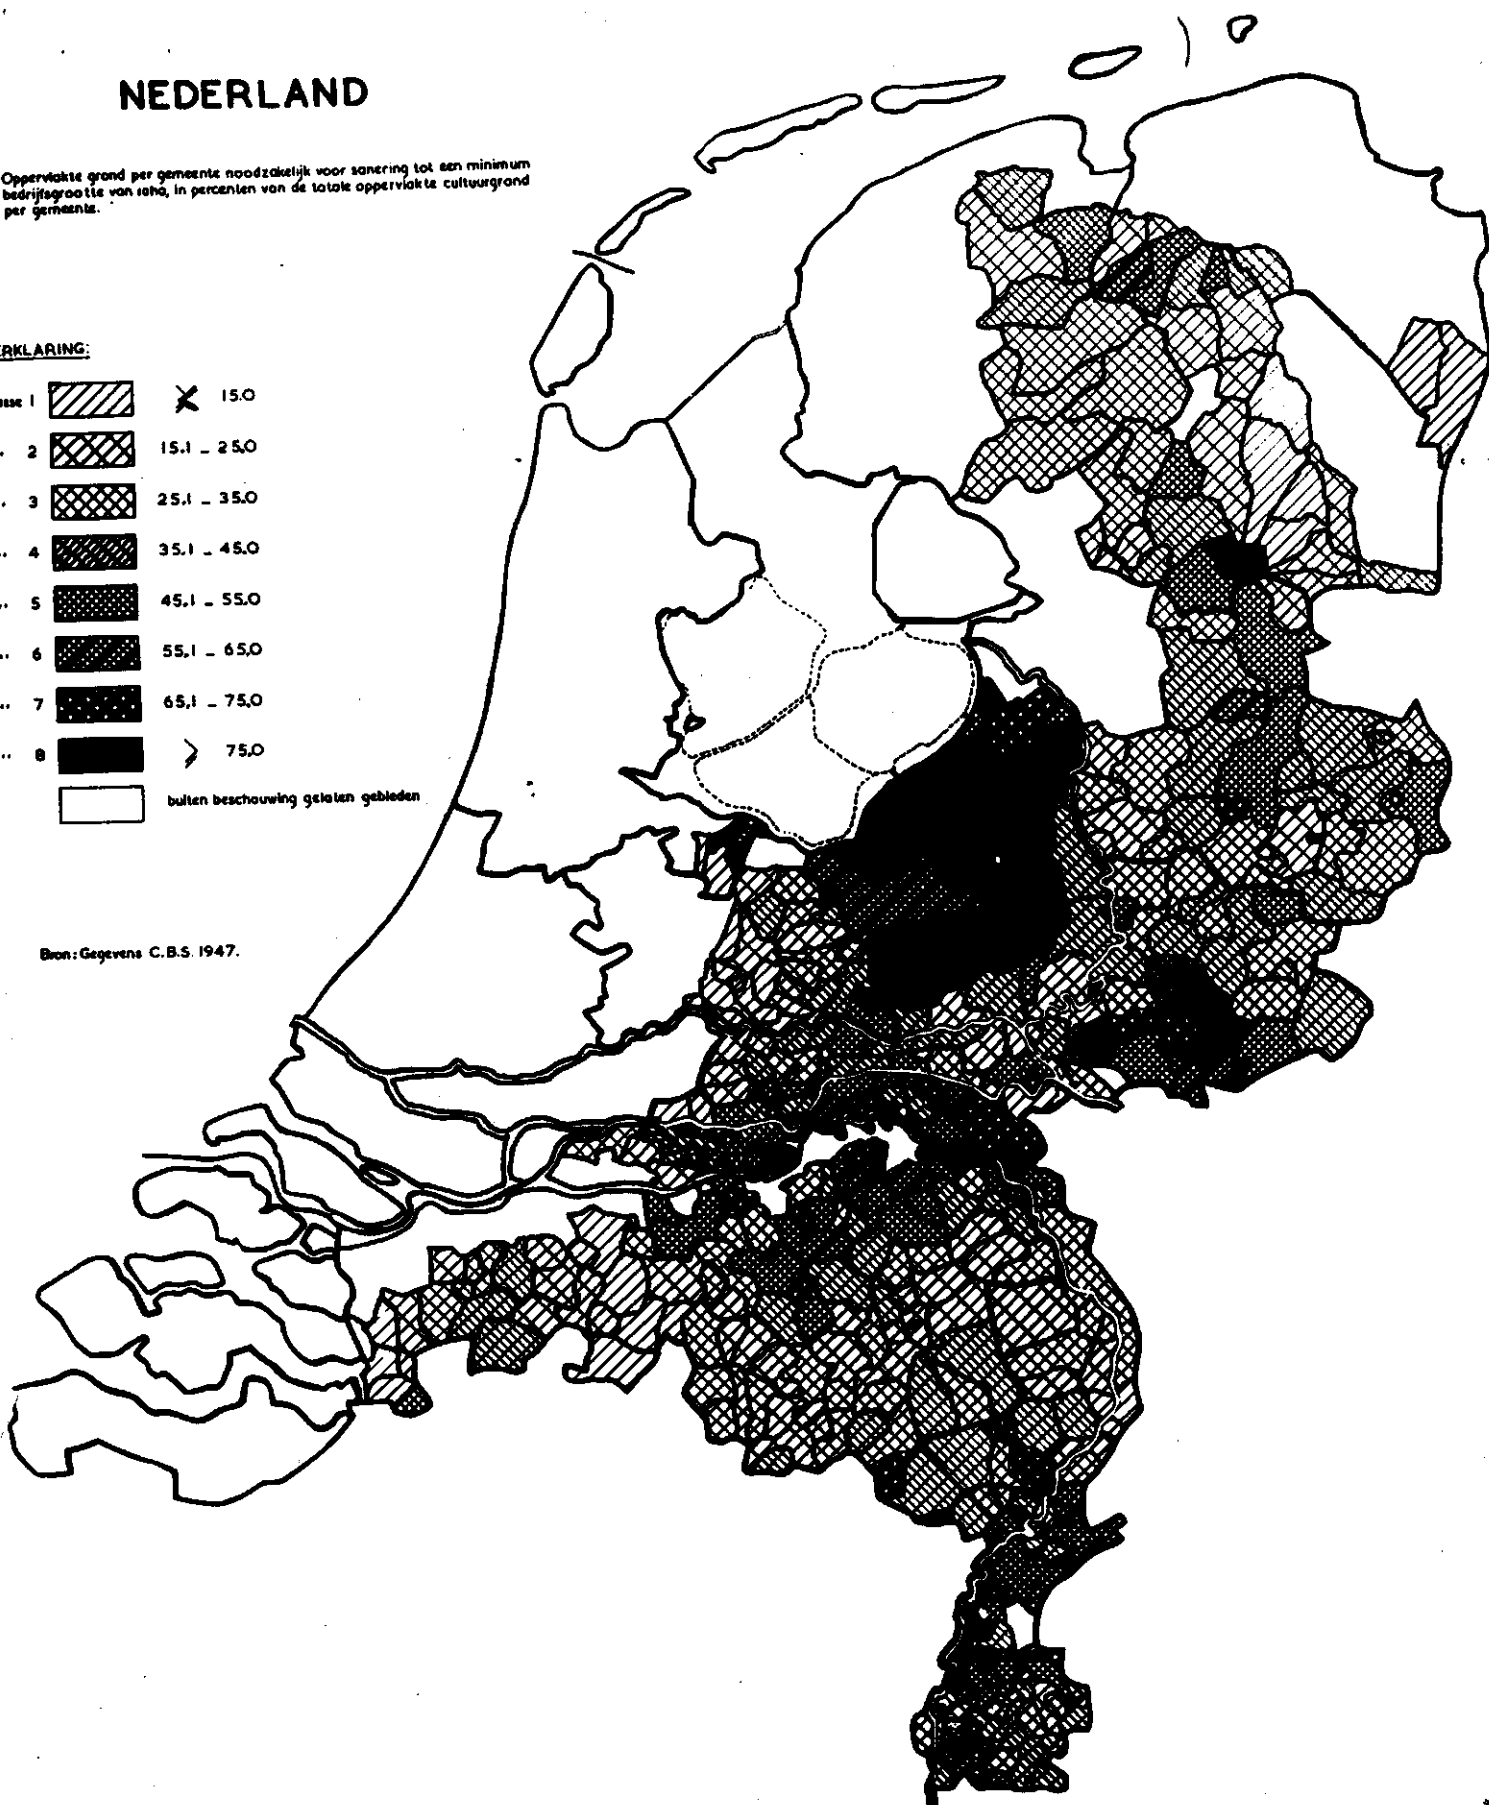 NEDERLAND
Oppervlakte grond per gemeente noodzakelijk voor sanering tot een minimum
bedrijfsgrootte van 10ha, in percenten van de totale oppervlakte cultuurgrond
per gemeente.
ERKLARING:
asse 1 < 15.0
.. 2 15.1 - 25.0
.. 3 25.1 - 35.0
.. 4 35.1 - 45.0
.. 5 45.1 - 55.0
.. 6 55.1 - 65.0
.. 7 65.1 - 75.0
.. 8 > 75.0
buiten beschouwing gelaten gebieden
Bron: Gegevens C.B.S. 1947.